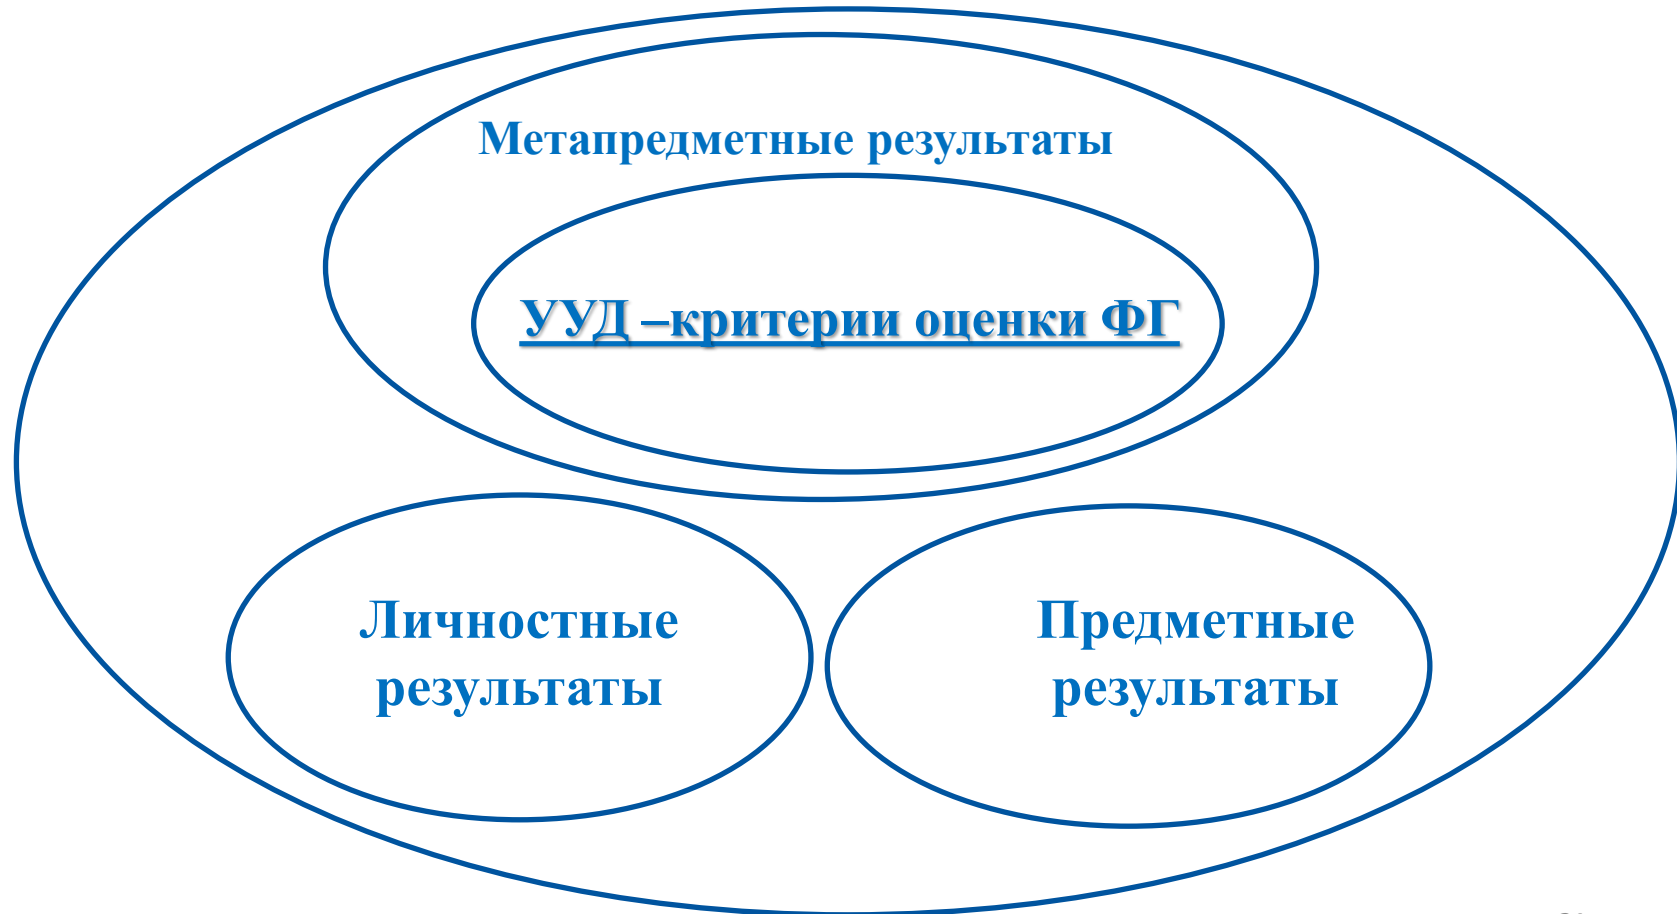 Метапредметные результаты
УУД –критерии оценки ФГ
Личностные
результаты
Предметные
результаты